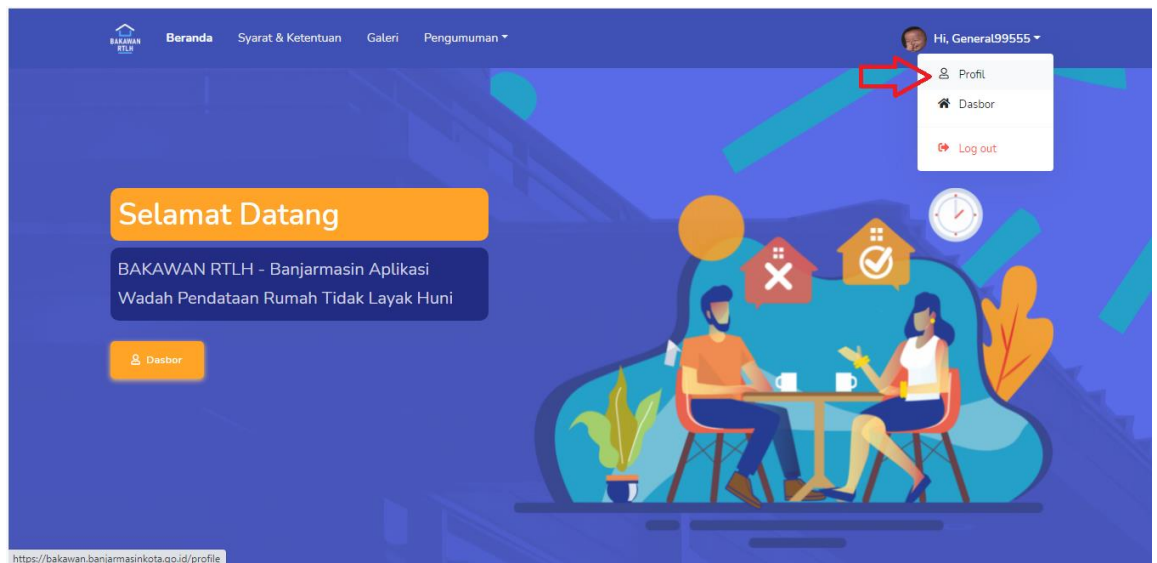 BAKAWAN
RTLH
Beranda
Syarat & Ketentuan
Galeri
Pengumuman
Hi, General99555
Profil
Dasbor
Log out
Selamat Datang
BAKAWAN RTLH - Banjarmasin Aplikasi
Wadah Pendataan Rumah Tidak Layak Huni
Dasbor
https://bakawan.banjarmasinkota.go.id/profile